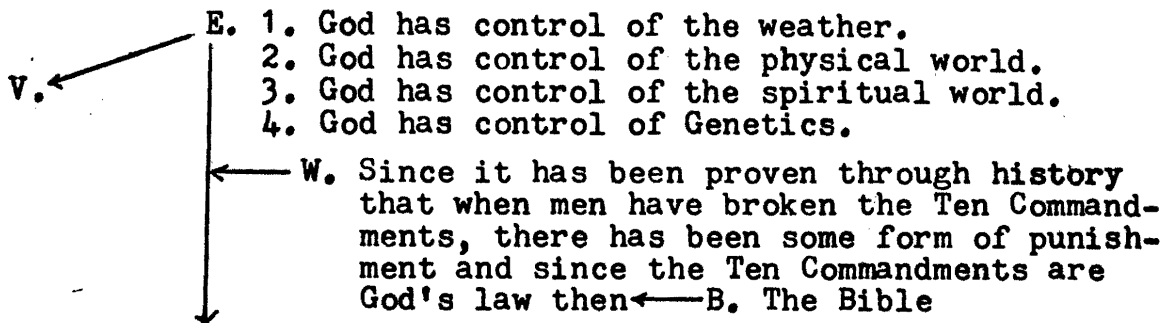 E. 1. God has control of the weather.
2. God has control of the physical world.
V.
3. God has control of the spiritual world.
4. God has control of Genetics.
W. Since it has been proven through history
that when men have broken the Ten Command-
ments, there has been some form of punish-
ment and since the Ten Commandments are
God's law then B. The Bible